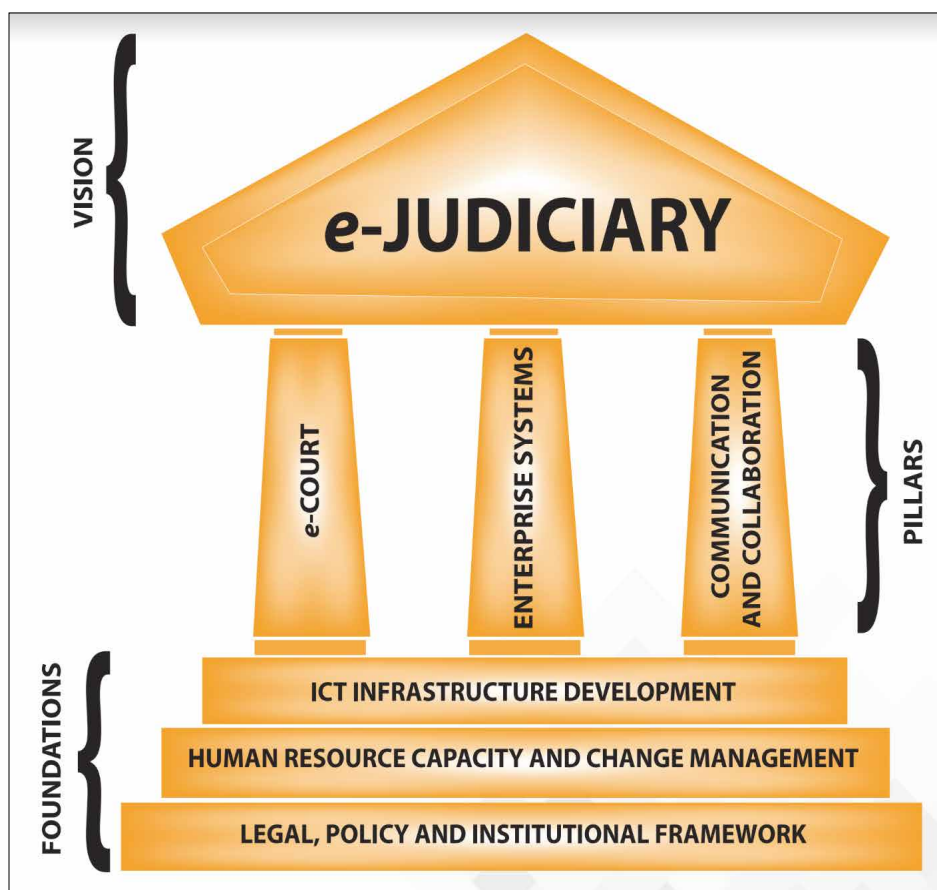 VISION
e-JUDICIARY
e-COURT
ENTERPRISE SYSTEMS
COMMUNICATION
AND COLLABORATION
PILLARS
FOUNDATIONS
ICT INFRASTRUCTURE DEVELOPMENT
HUMAN RESOURCE CAPACITY AND CHANGE MANAGEMENT
LEGAL, POLICY AND INSTITUTIONAL FRAMEWORK